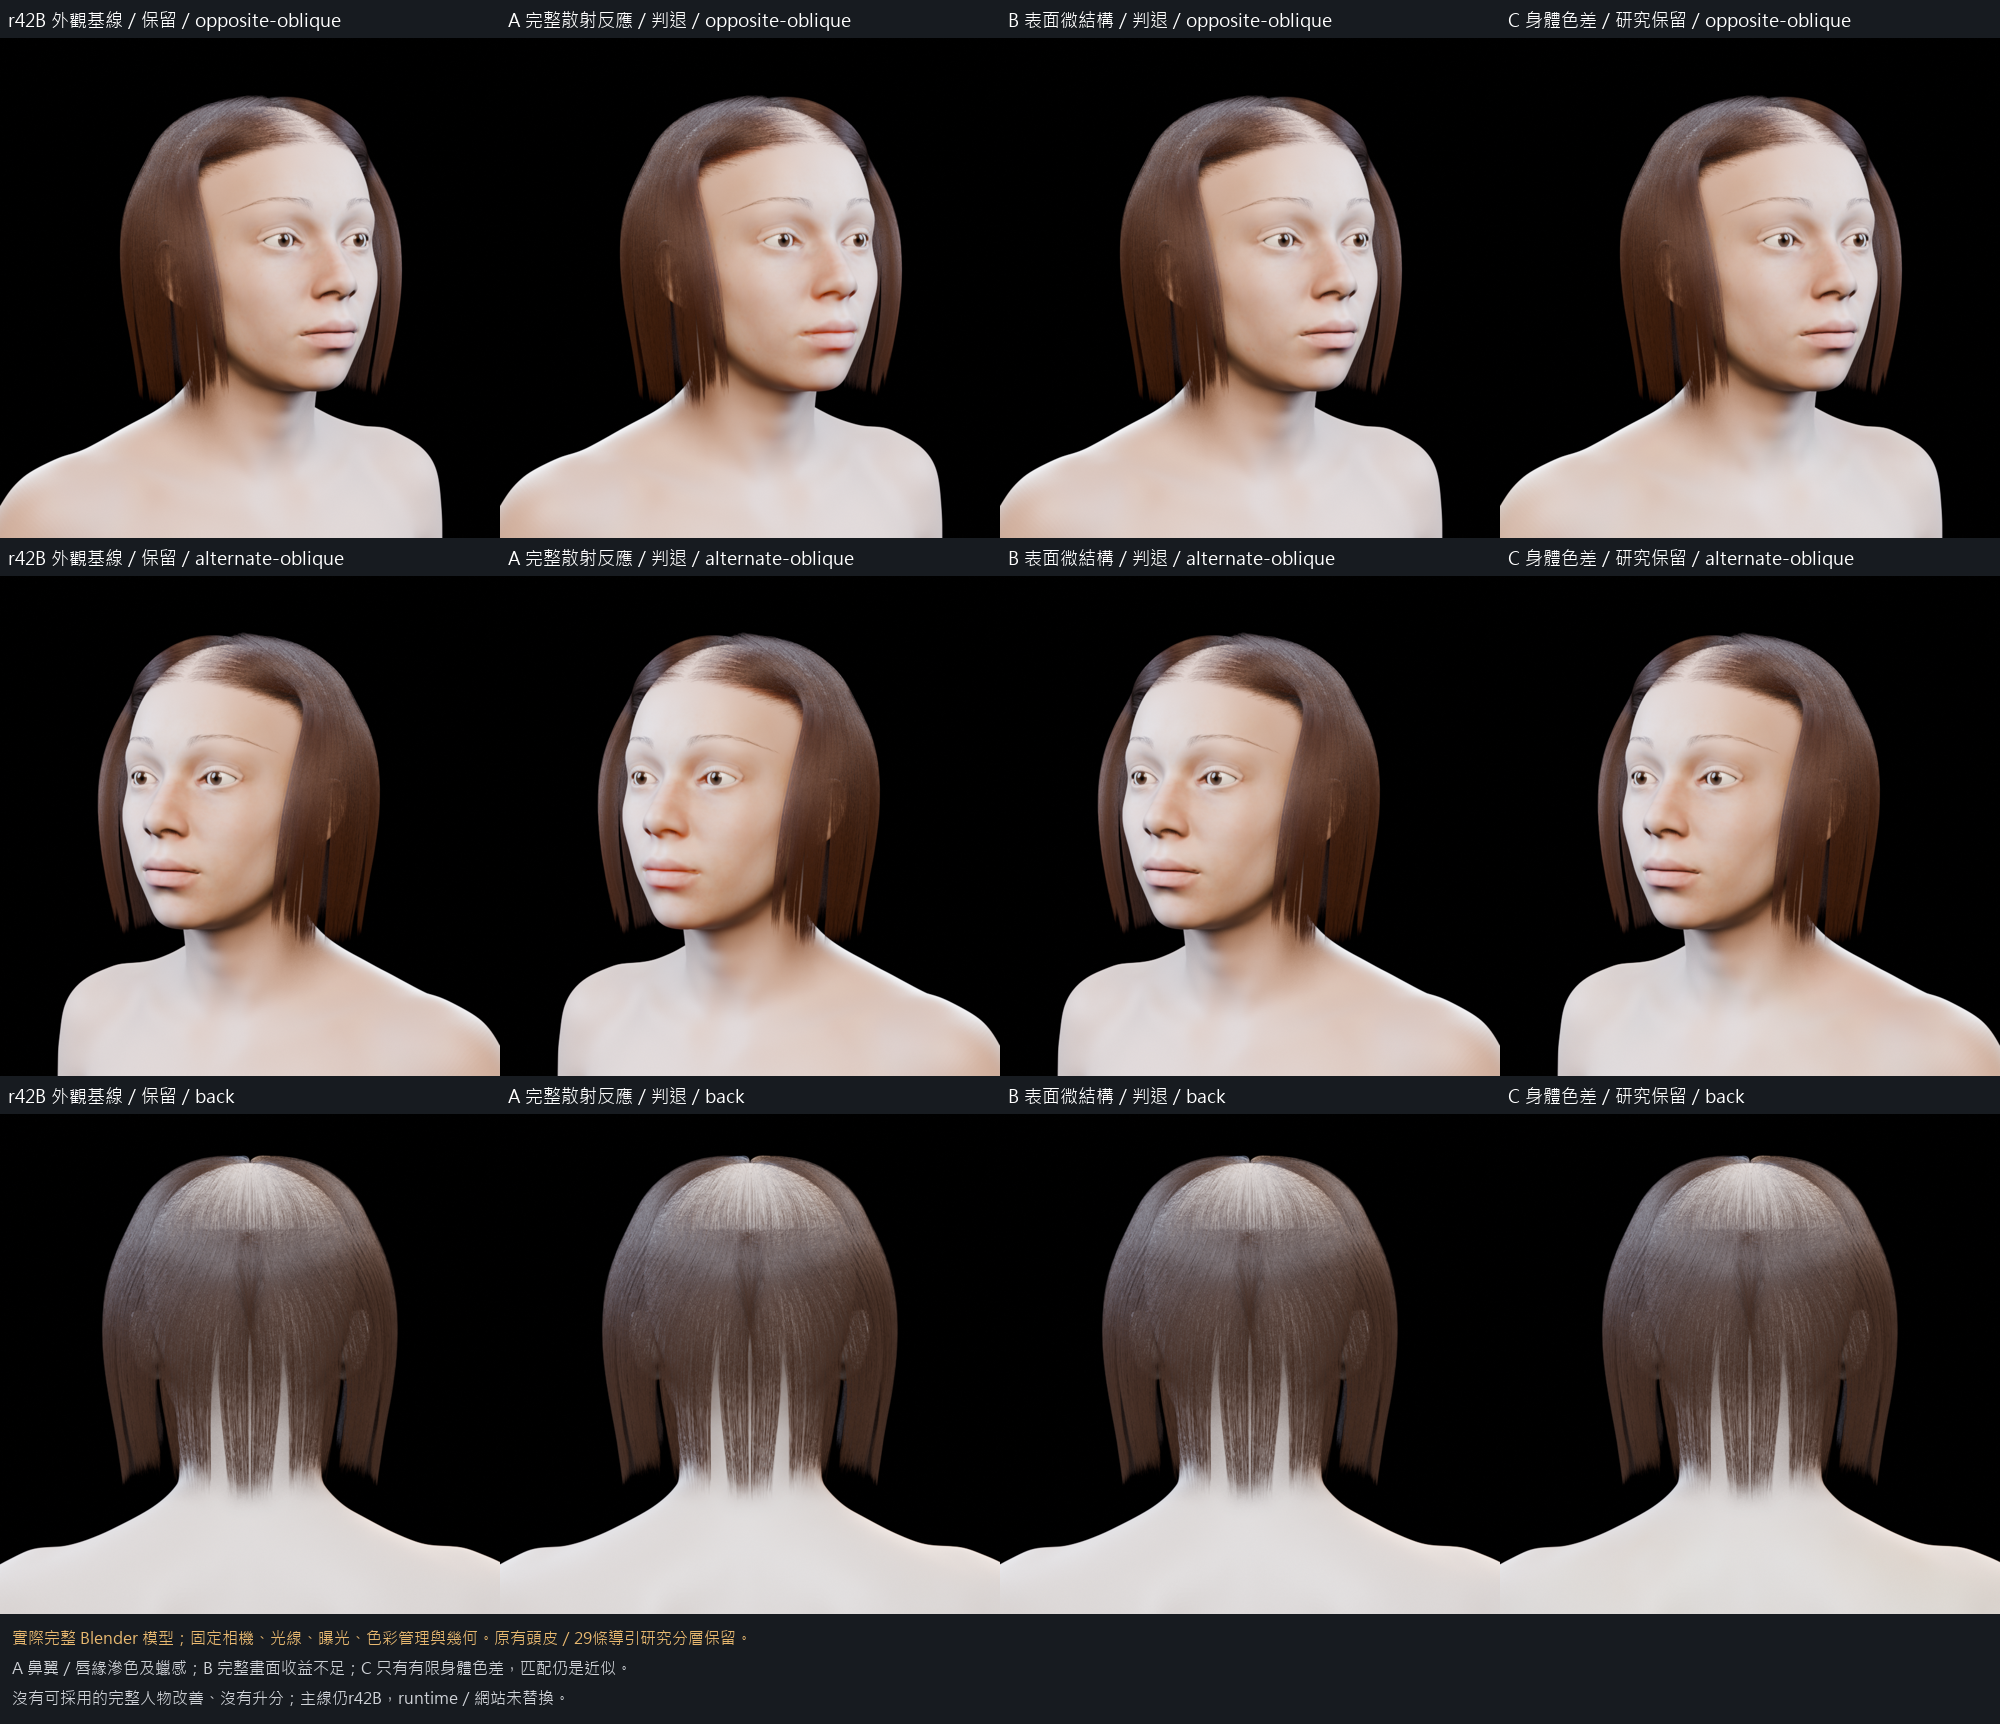 r42B 外觀基線 / 保留 / opposite-oblique
A 完整散射反應 / 判退 / opposite-oblique
B 表面微結構 / 判退 / opposite-oblique
C 身體色差 / 研究保留 / opposite-oblique
r42B 外觀基線 / 保留 / alternate-oblique
A 完整散射反應 / 判退 / alternate-oblique
B 表面微結構 / 判退 / alternate-oblique
C 身體色差 / 研究保留 / alternate-oblique
r42B 外觀基線 / 保留 / back
A 完整散射反應 / 判退 / back
B 表面微結構 / 判退 / back
C 身體色差 / 研究保留 / back
實際完整 Blender 模型；固定相機、光線、曝光、色彩管理與幾何。原有頭皮 / 29條導引研究分層保留。
A 鼻翼 / 唇緣滲色及蠟感；B 完整畫面收益不足；C 只有有限身體色差，匹配仍是近似。
沒有可採用的完整人物改善、沒有升分；主線仍r42B，runtime / 網站未替換。